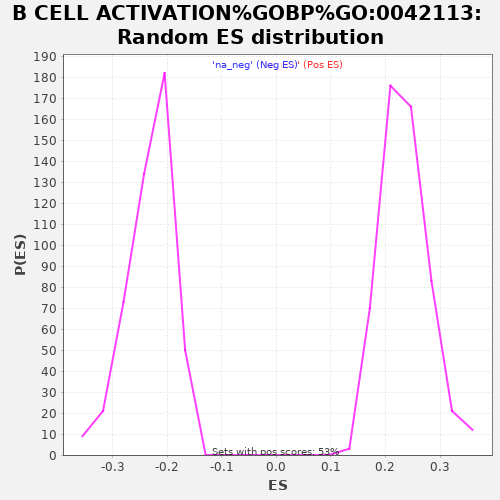 B CELL ACTIVATION%GOBP%GO:0042113:
Random ES distribution
'na_neg' (Neg ES)' (Pos ES)
190
180
170
160
150
140
130
120
110
100
90
80
70
60
50
40
30
20
10
0
P(ES)
Sets with pos scores: 53%
-0.3 -0.2 -0.1 0.0 0.1 0.2 0.3
ES